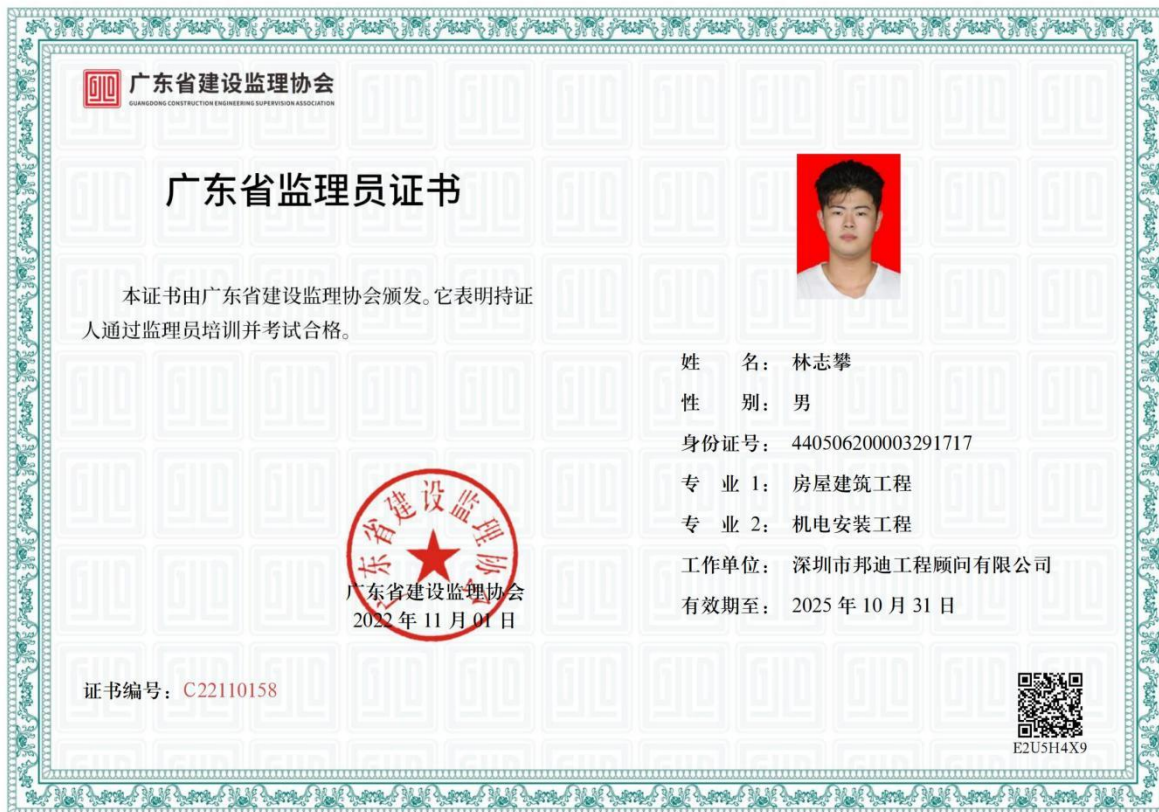 广东省建设监理协会
GUANGDONG CONSTRUCTION ENGINEERING SUPERVISION ASSOCIATION
广东省监理员证书
本证书由广东省建设监理协会颁发。它表明持证
人通过监理员培训并考试合格。
姓 名： 林志攀
性 别： 男
身份证号： 440506200003291717
专 业 1： 房屋建筑工程
专 业 2： 机电安装工程
工作单位： 深圳市邦迪工程顾问有限公司
有效期至： 2025 年 10 月 31 日
广东省建设监理协会
广东省建设监理协会
2022 年 11 月 01 日
证书编号：C22110158
E2U5H4X9